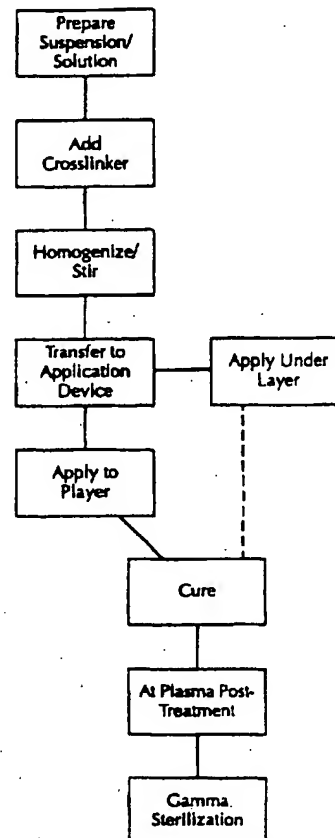 Prepare
Suspension/
Solution
Add
Crosslinker
Homogenize/
Stir
Transfer to
Application
Device
Apply Under
Layer
Apply to
Player
Cure
At Plasma Post-
Treatment
Gamma
Sterilization